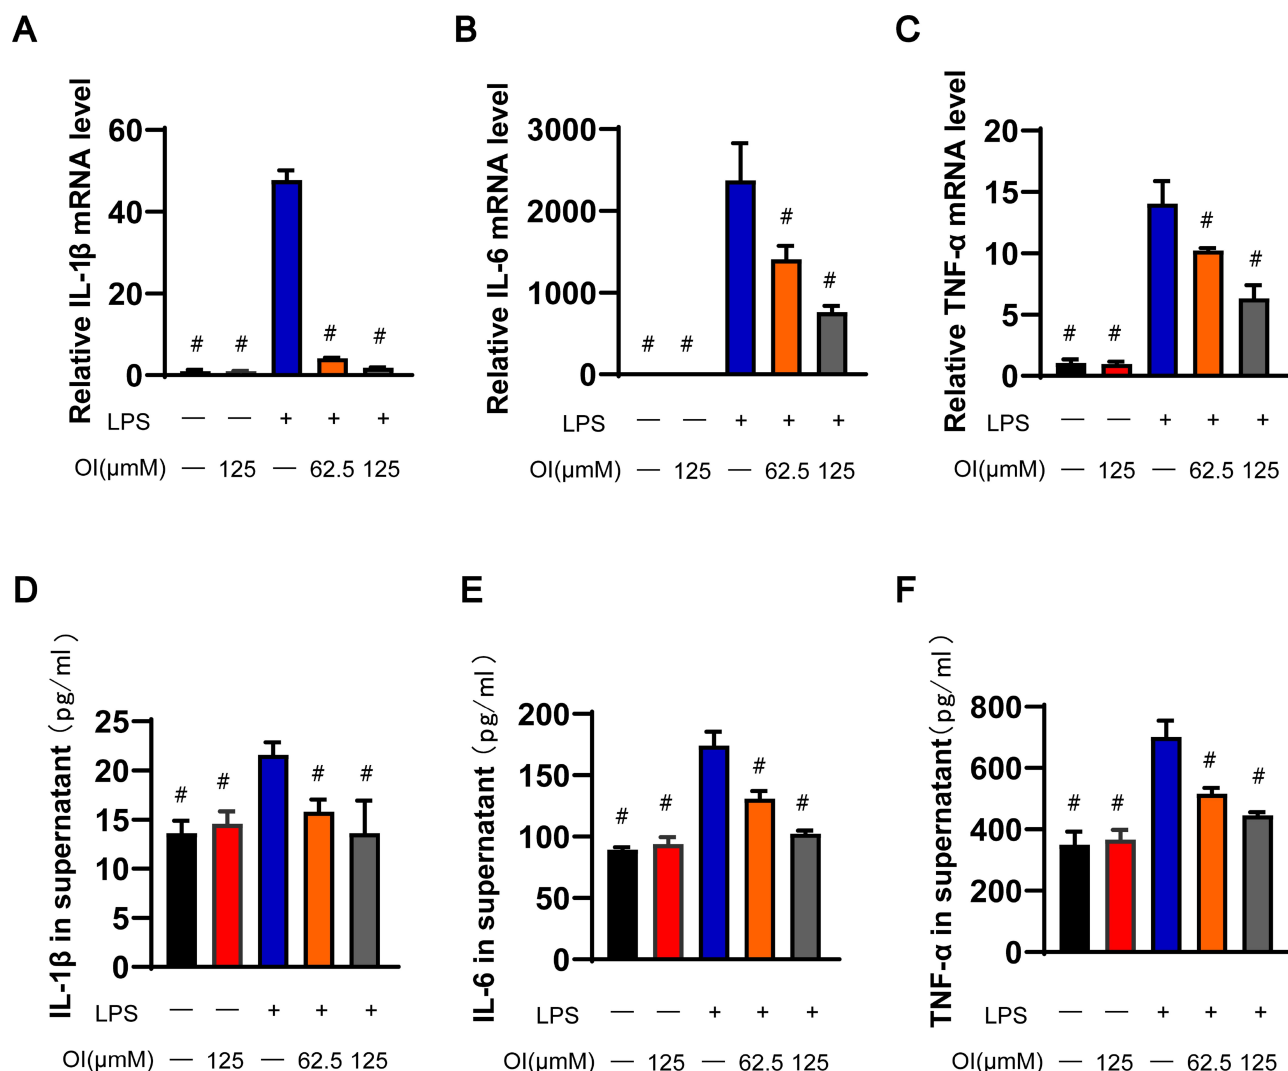 A
B
C
Relative IL-1β mRNA level
60
40
20
0
# # # #
LPS — — + + +
OI(μmM) — 125 — 62.5 125
Relative IL-6 mRNA level
3000
2000
1000
0
# # # #
LPS — — + + +
OI(μmM) — 125 — 62.5 125
Relative TNF-α mRNA level
20
15
10
5
0
# # # #
LPS — — + + +
OI(μmM) — 125 — 62.5 125
D
E
F
IL-1β in supernatant (pg/ml)
25
20
15
10
5
0
# # # #
LPS — — + + +
OI(μmM) — 125 — 62.5 125
IL-6 in supernatant (pg/ml)
200
150
100
50
0
# # # #
LPS — — + + +
OI(μmM) — 125 — 62.5 125
TNF-α in supernatant(pg/ml)
800
600
400
200
0
# # # #
LPS — — + + +
OI(μmM) — 125 — 62.5 125